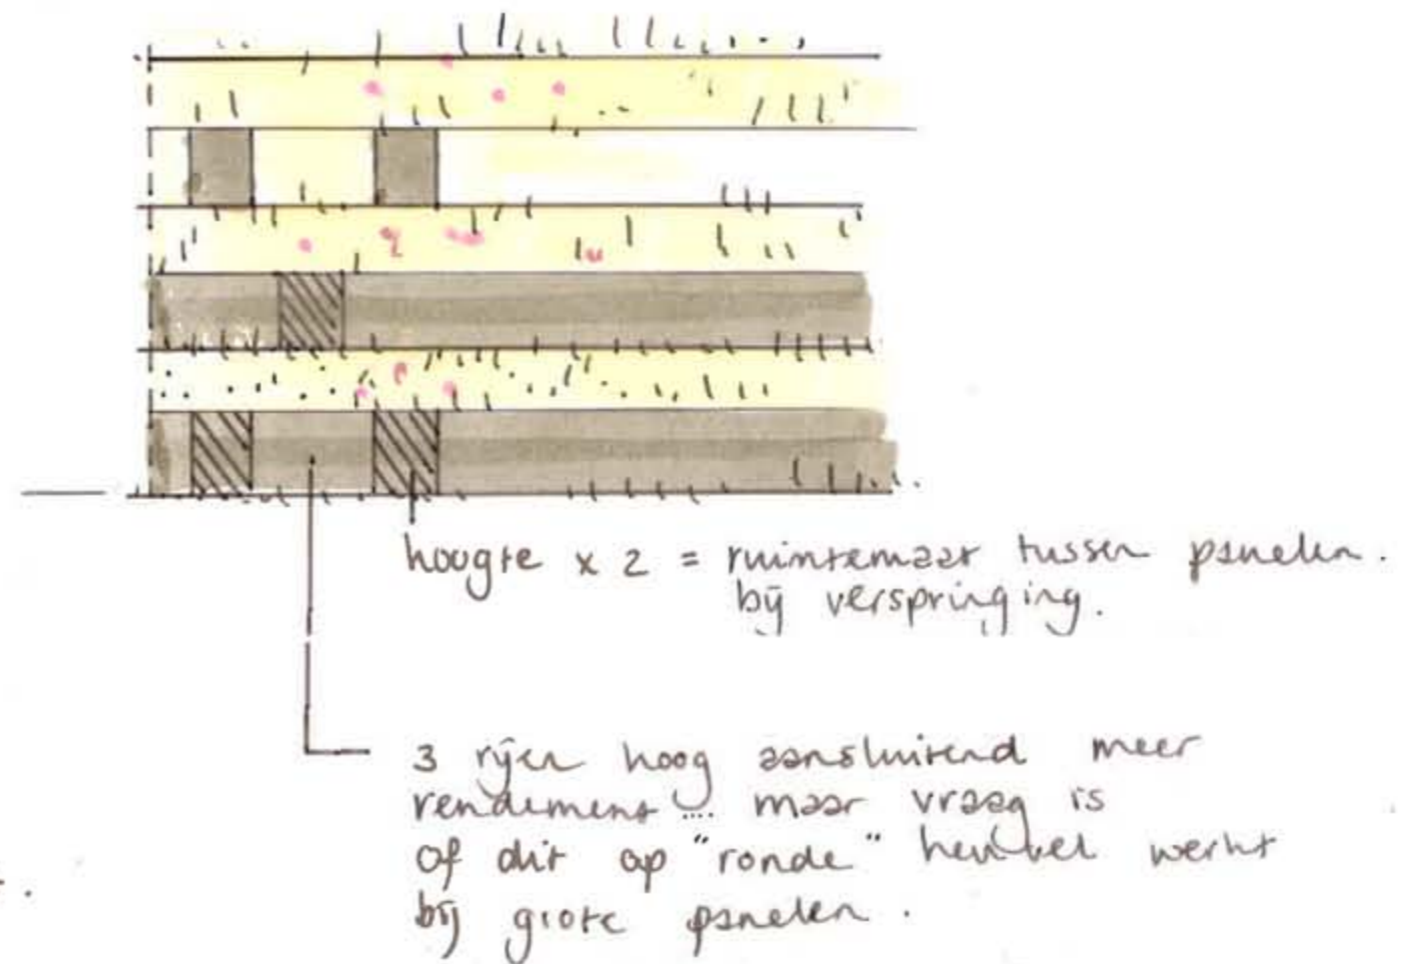 hoogte x 2 = ruimtemaat tussen panelen.
bij verspringing.
3 rijen hoog aansluitend meer
rendement... maar vraag is
of dit op "ronde" heuvel werkt
bij grote panelen.